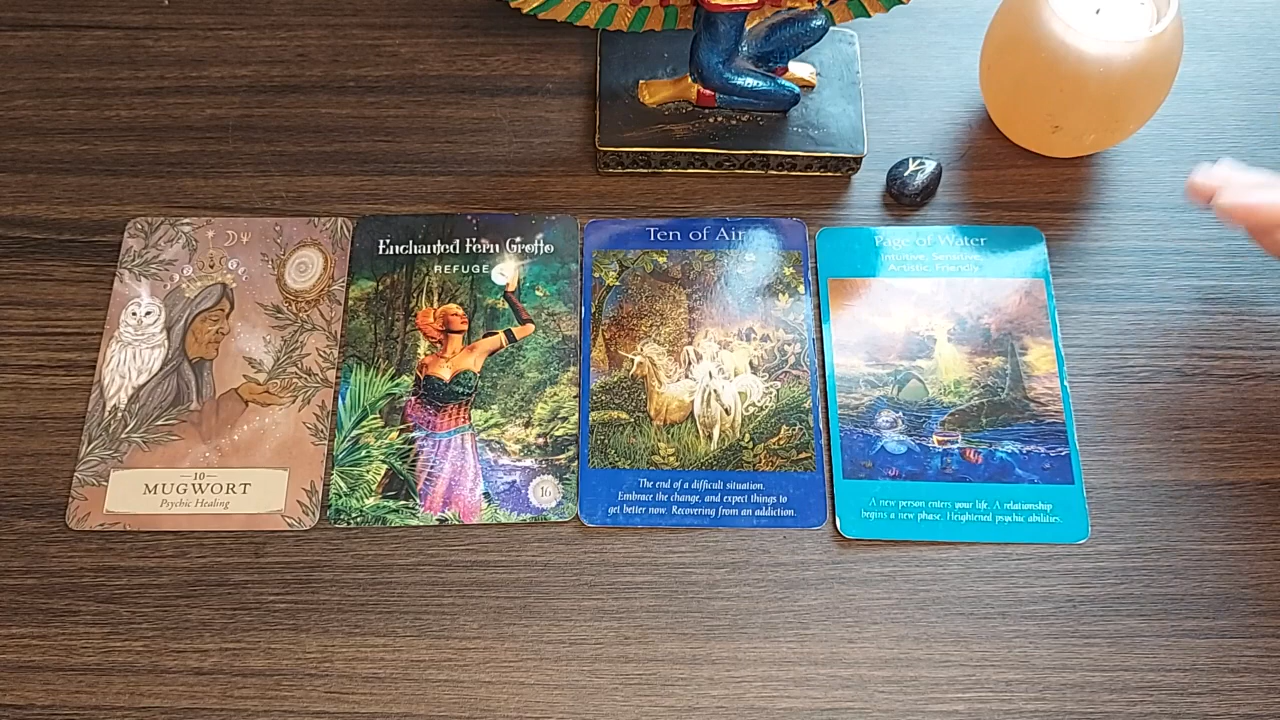 —10—
MUGWORT
Psychic Healing
Enchanted Fern Grotto
REFUGE
16
Ten of Air
The end of a difficult situation.
Embrace the change, and expect things to
get better now. Recovering from an addiction.
Page of Water
Intuitive, Sensitive,
Artistic, Friendly
A new person enters your life. A relationship
begins a new phase. Heightened psychic abilities.